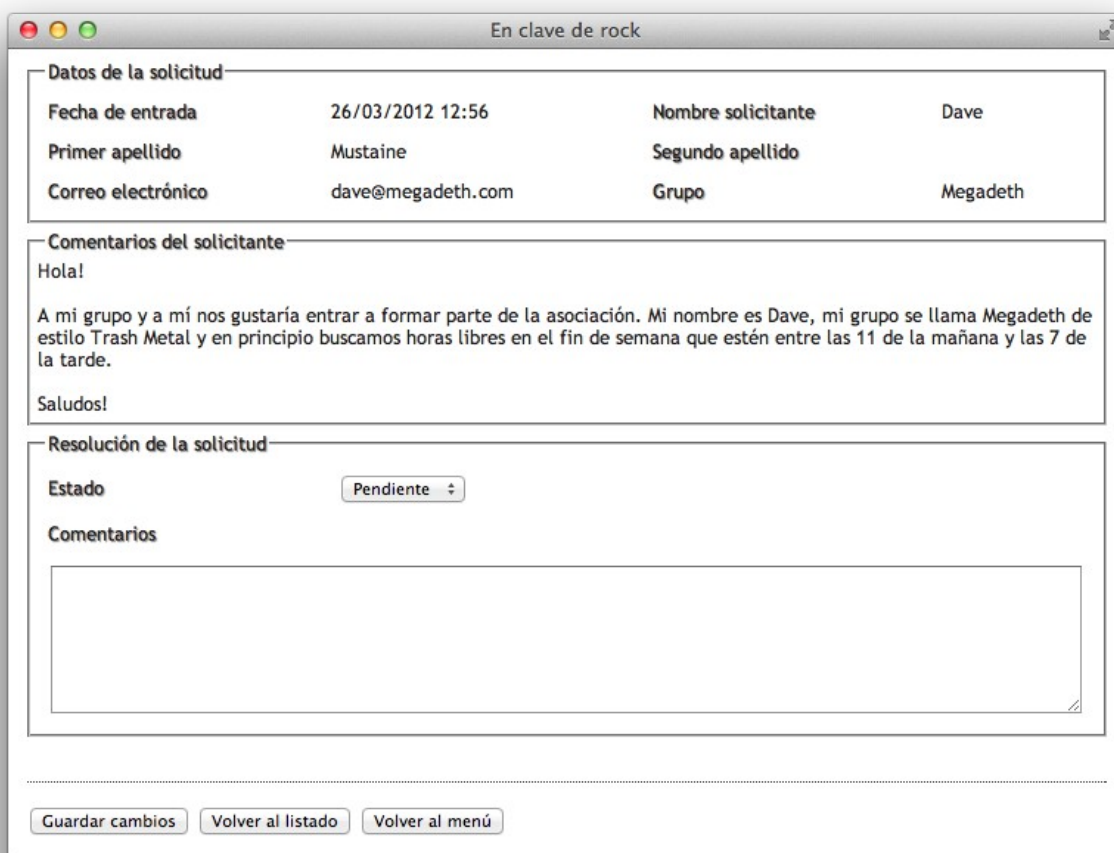 En clave de rock
Datos de la solicitud
Fecha de entrada 26/03/2012 12:56 Nombre solicitante Dave
Primer apellido Mustaine Segundo apellido
Correo electrónico dave@megadeth.com Grupo Megadeth
Comentarios del solicitante
Hola!
A mi grupo y a mí nos gustaría entrar a formar parte de la asociación. Mi nombre es Dave, mi grupo se llama Megadeth de
estilo Trash Metal y en principio buscamos horas libres en el fin de semana que estén entre las 11 de la mañana y las 7 de
la tarde.
Saludos!
Resolución de la solicitud
Estado Pendiente
Comentarios
Guardar cambios Volver al listado Volver al menú